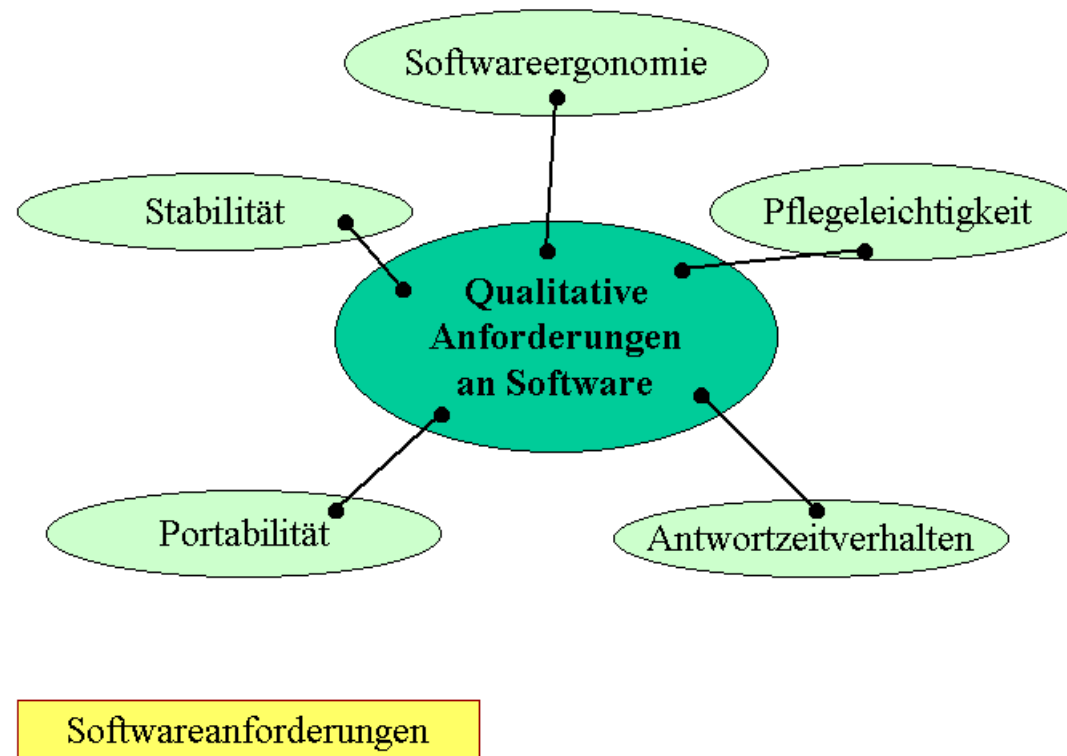 Softwareergonomie
Stabilität
Pflegeleichtigkeit
Qualitative
Anforderungen
an Software
Portabilität
Antwortzeitverhalten
Softwareanforderungen